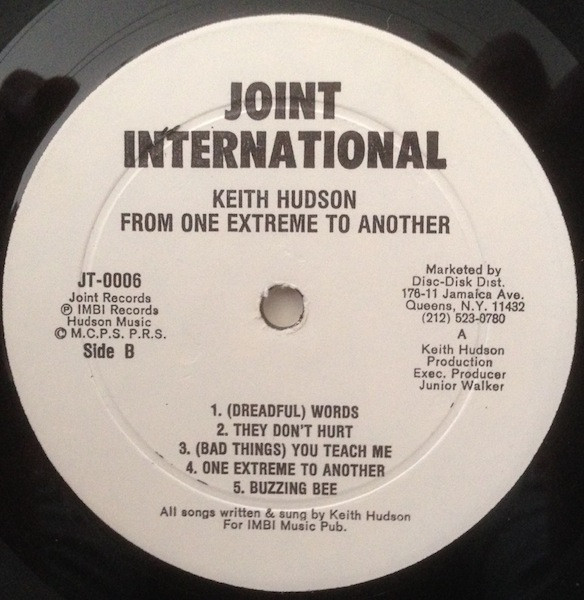 JOINT
INTERNATIONAL
KEITH HUDSON
FROM ONE EXTREME TO ANOTHER
JT-0006
Joint Records
Ⓟ IMBI Records
Hudson Music
© M.C.P.S. P.R.S.
Side B
Marketed by
Disc-Disk Dist.
176-11 Jamaica Ave.
Queens, N.Y. 11432
(212) 523-0780
A
Keith Hudson
Production
Exec. Producer
Junior Walker
1. (DREADFUL) WORDS
2. THEY DON'T HURT
3. (BAD THINGS) YOU TEACH ME
4. ONE EXTREME TO ANOTHER
5. BUZZING BEE
All songs written & sung by Keith Hudson
For IMBI Music Pub.